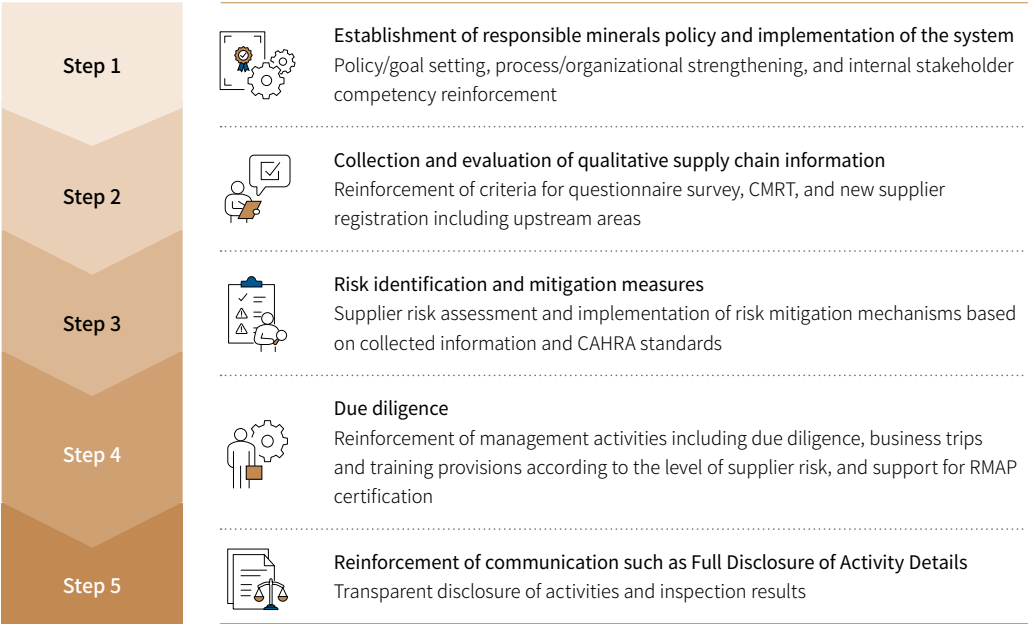 Step 1
Establishment of responsible minerals policy and implementation of the system
Policy/goal setting, process/organizational strengthening, and internal stakeholder
competency reinforcement
Step 2
Collection and evaluation of qualitative supply chain information
Reinforcement of criteria for questionnaire survey, CMRT, and new supplier
registration including upstream areas
Step 3
Risk identification and mitigation measures
Supplier risk assessment and implementation of risk mitigation mechanisms based
on collected information and CAHRA standards
Step 4
Due diligence
Reinforcement of management activities including due diligence, business trips
and training provisions according to the level of supplier risk, and support for RMAP
certification
Step 5
Reinforcement of communication such as Full Disclosure of Activity Details
Transparent disclosure of activities and inspection results